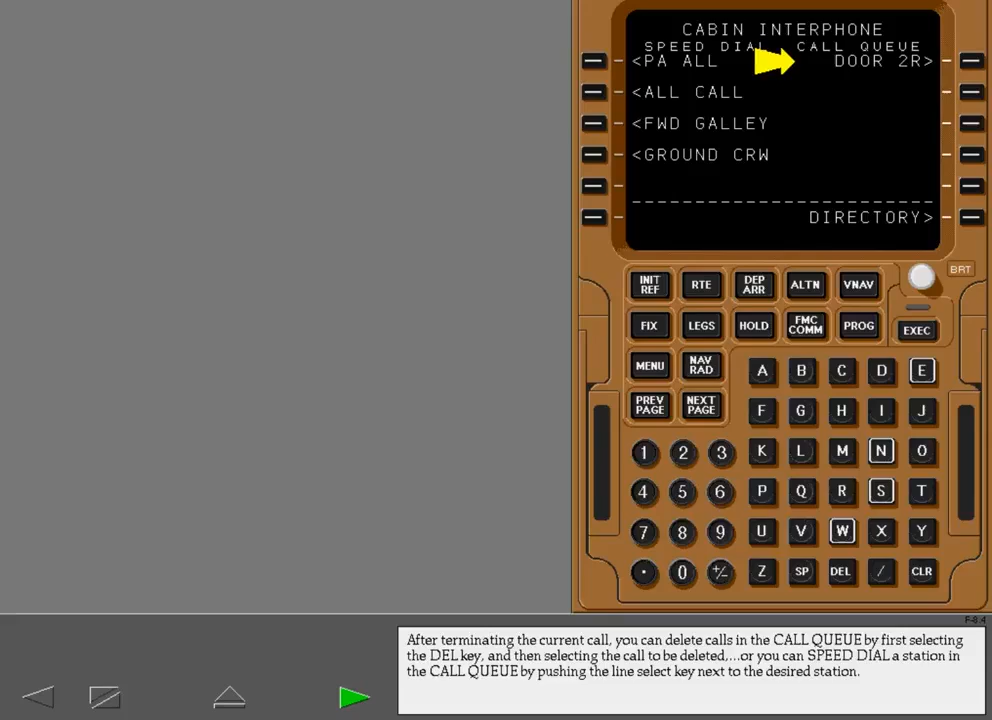 CABIN INTERPHONE
SPEED DIAL CALL QUEUE
<PA ALL DOOR 2R>
<ALL CALL
<FWD GALLEY
<GROUND CRW
--------------------------------
DIRECTORY>
BRT
INIT REF RTE DEP ARR ALTN VNAV
FIX LEGS HOLD FMC COMM PROG EXEC
MENU NAV RAD
PREV PAGE NEXT PAGE
A B C D E
F G H I J
1 2 3 K L M N O
4 5 6 P Q R S T
7 8 9 U V W X Y
. 0 +/- Z SP DEL / CLR
F-8.4
After terminating the current call, you can delete calls in the CALL QUEUE by first selecting
the DEL key, and then selecting the call to be deleted,...or you can SPEED DIAL a station in
the CALL QUEUE by pushing the line select key next to the desired station.